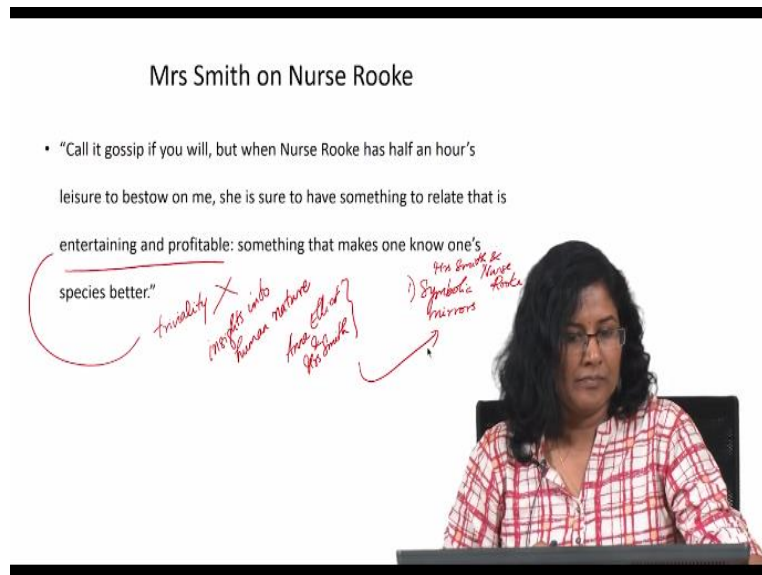 Mrs Smith on Nurse Rooke
• “Call it gossip if you will, but when Nurse Rooke has half an hour’s
leisure to bestow on me, she is sure to have something to relate that is
entertaining and profitable: something that makes one know one’s
species better.”
triviality X
insights into
human nature
Anne Elliot
&
Mrs Smith
Mrs Smith &
Nurse
Rooke
1) Symbolic
mirrors